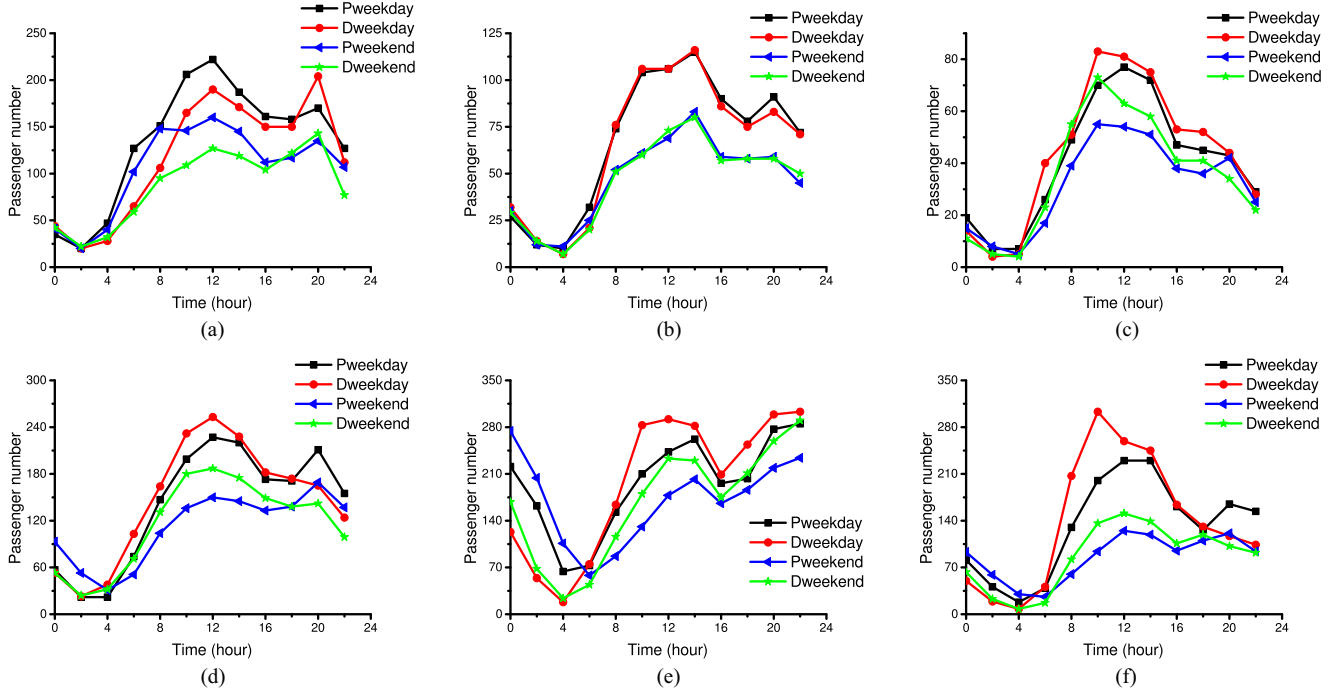 Pweekday
Dweekday
Pweekend
Dweekend
Passenger number
250
200
150
100
50
0
0 4 8 12 16 20 24
Time (hour)
(a)
Pweekday
Dweekday
Pweekend
Dweekend
Passenger number
125
100
75
50
25
0
0 4 8 12 16 20 24
Time (hour)
(b)
Pweekday
Dweekday
Pweekend
Dweekend
Passenger number
80
60
40
20
0
0 4 8 12 16 20 24
Time (hour)
(c)
Pweekday
Dweekday
Pweekend
Dweekend
Passenger number
300
240
180
120
60
0
0 4 8 12 16 20 24
Time (hour)
(d)
Passenger number
350
280
210
140
70
0
Pweekday
Dweekday
Pweekend
Dweekend
0 4 8 12 16 20 24
Time (hour)
(e)
Pweekday
Dweekday
Pweekend
Dweekend
Passenger number
350
280
210
140
70
0
0 4 8 12 16 20 24
Time (hour)
(f)